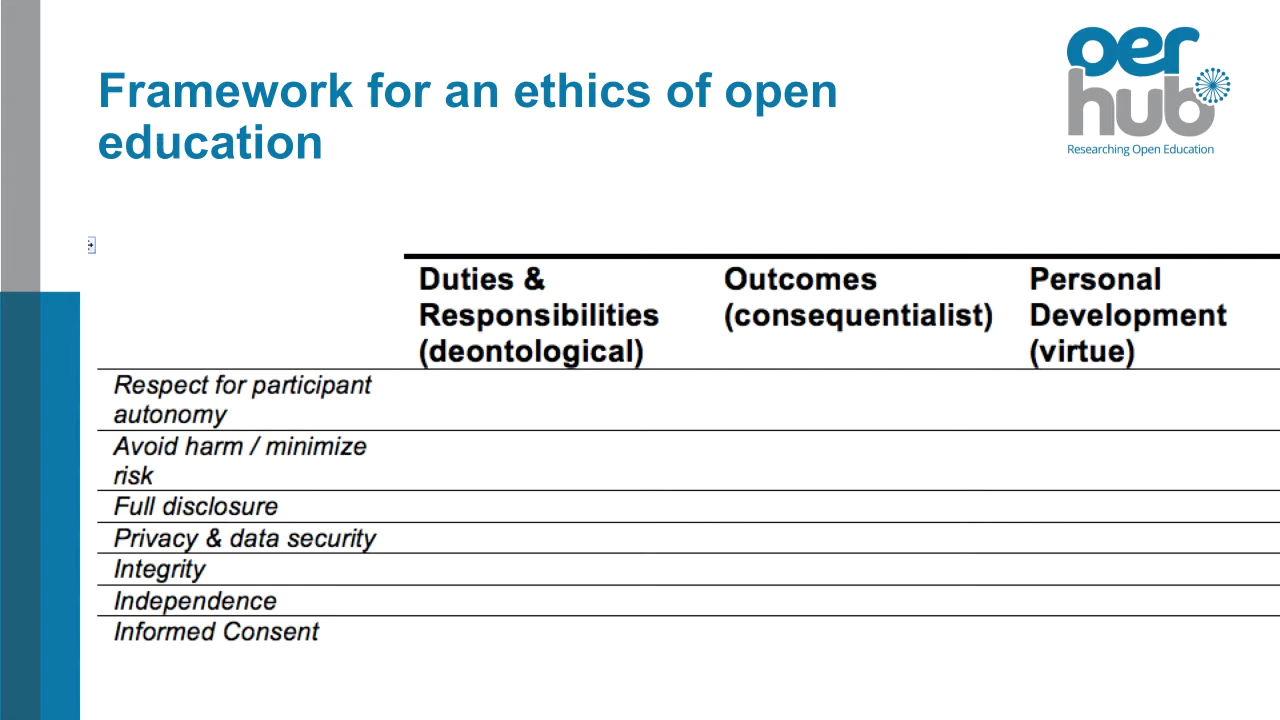 Framework for an ethics of open
education
oer
hub
Researching Open Education
Duties &
Responsibilities
(deontological)
Outcomes
(consequentialist)
Personal
Development
(virtue)
Respect for participant
autonomy
Avoid harm / minimize
risk
Full disclosure
Privacy & data security
Integrity
Independence
Informed Consent